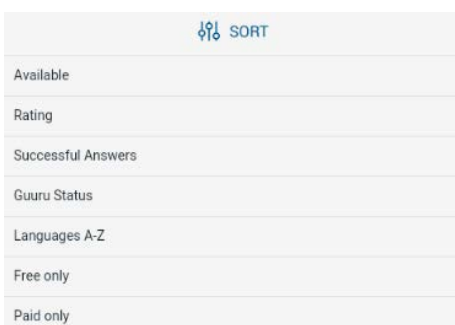 SORT
Available
Rating
Successful Answers
Guuru Status
Languages A-Z
Free only
Paid only